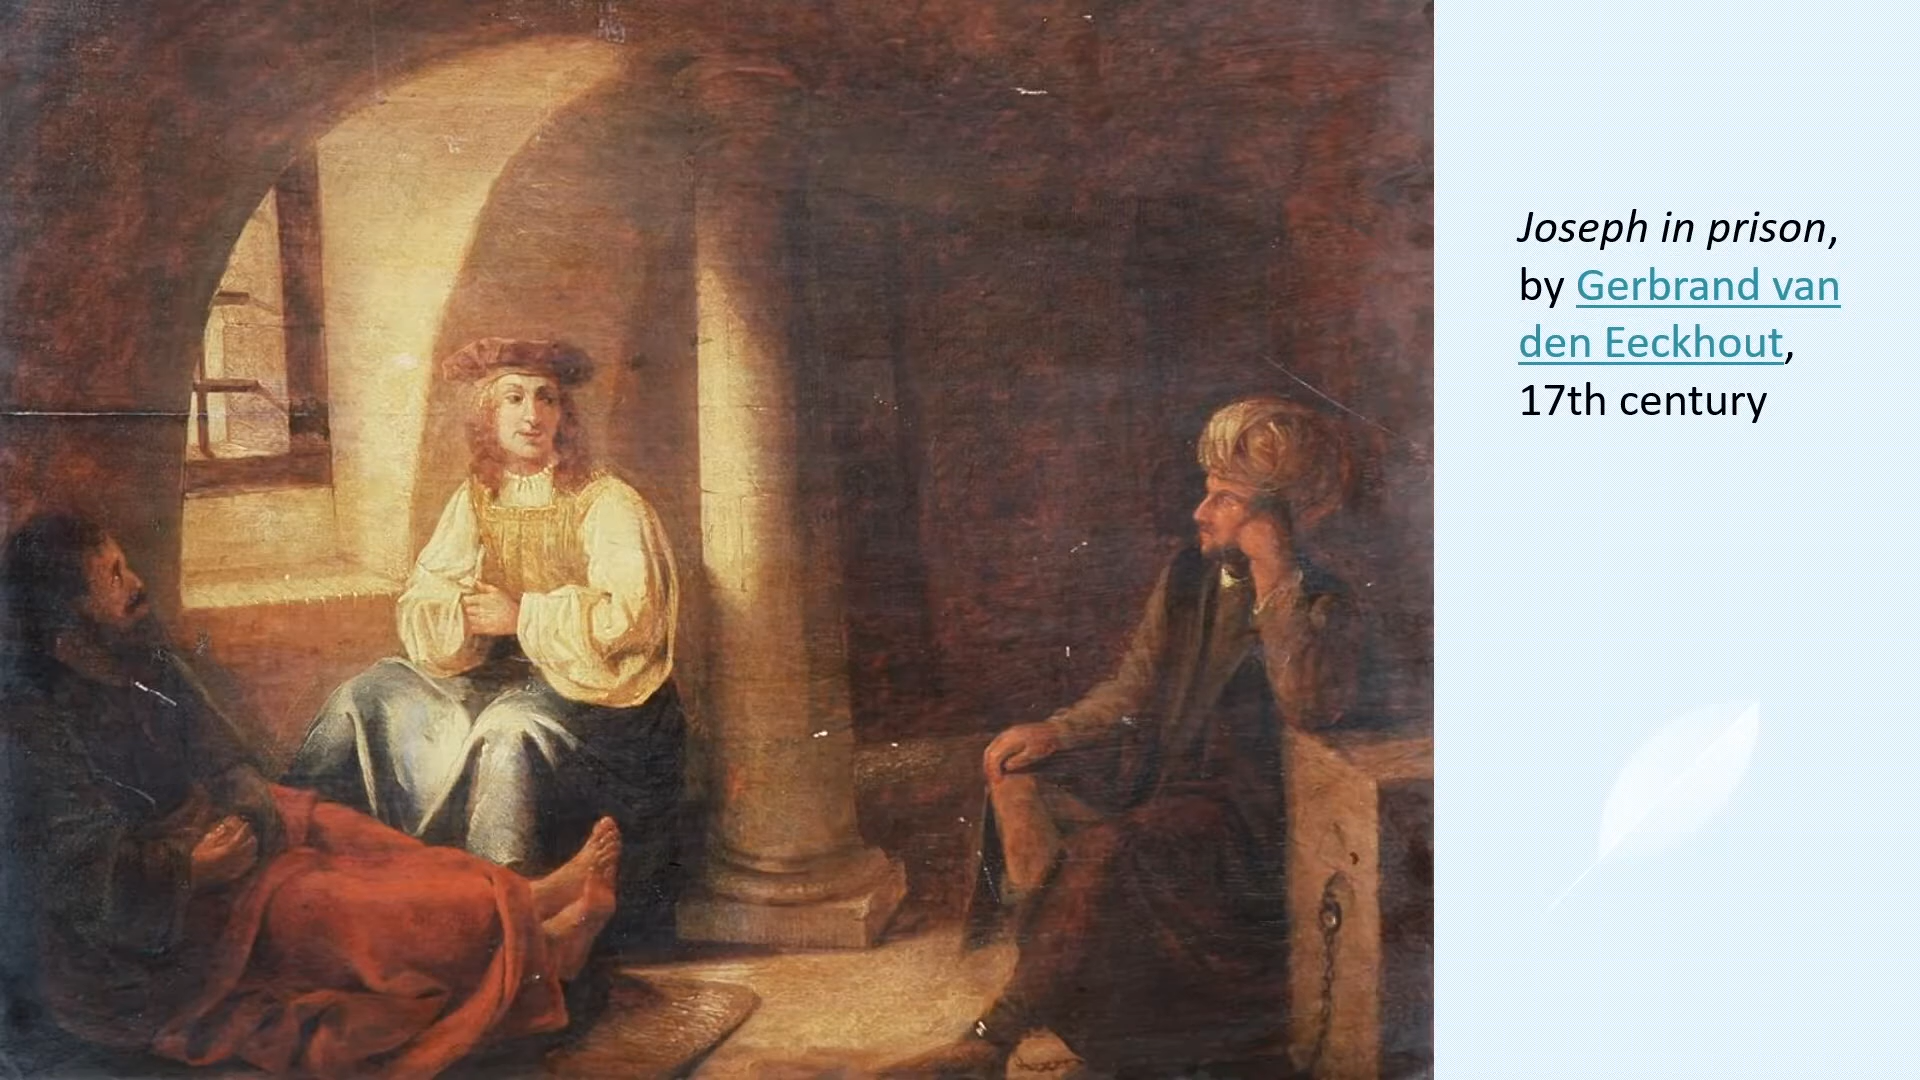 Joseph in prison,
by Gerbrand van
den Eeckhout,
17th century